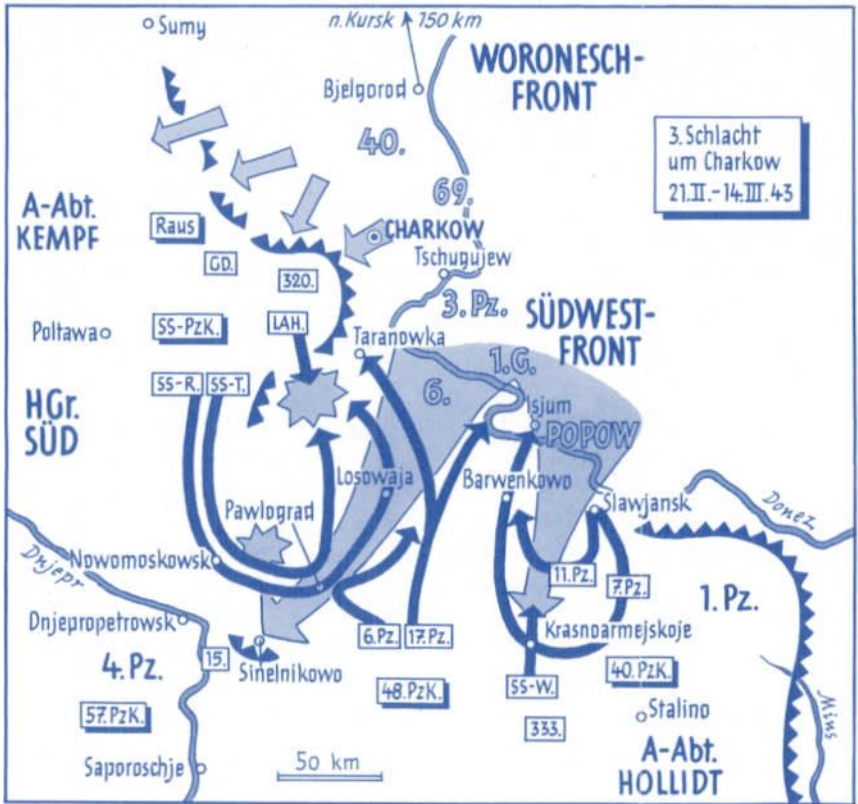 Sumy
n. Kursk 150 km
WORONESCH-
FRONT
Bjelgorod
40.
3. Schlacht
um Charkow
21.II.-14.III.43
69.
A-Abt.
KEMPF
Raus
GD.
CHARKOW
320.
Tschugujew
3. Pz.
SÜDWEST-
FRONT
Poltawa
SS-PzK.
LAH.
Taranowka
1.G.
SS-R.
SS-T.
6.
HGr.
SÜD
Isjum
POPOW
Losowaja
Barwenkowo
Pawlograd
Slawjansk
Donez
Dnjepr
Nowomoskowsk
11.Pz.
7.Pz.
1. Pz.
Dnjepropetrowsk
15.
6.Pz.
17.Pz.
Krasnoarmejskoje
4. Pz.
Sinelnikowo
40.PzK.
SS-W.
48.PzK.
57.PzK.
333.
Stalino
Mius
50 km
A-Abt.
HOLLIDT
Saporoschje